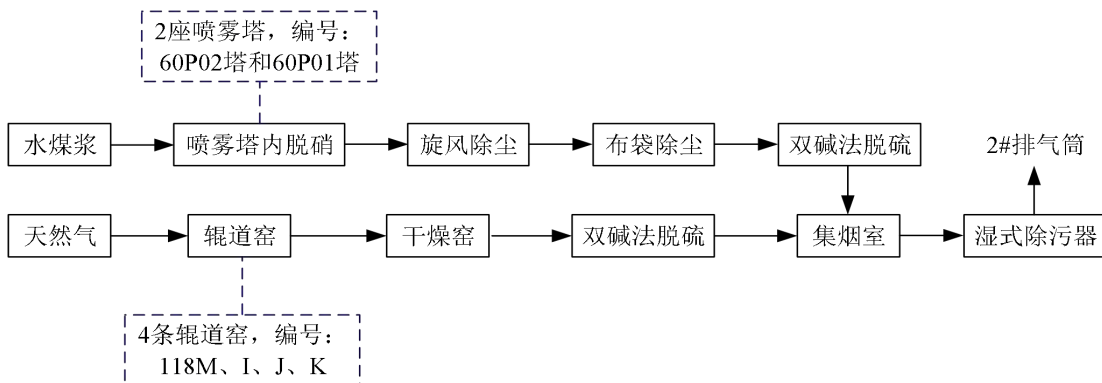 2座喷雾塔，编号：
60P02塔和60P01塔
水煤浆
喷雾塔内脱硝
旋风除尘
布袋除尘
双碱法脱硫
2#排气筒
天然气
辊道窑
干燥窑
双碱法脱硫
集烟室
湿式除污器
4条辊道窑，编号：
118M、I、J、K